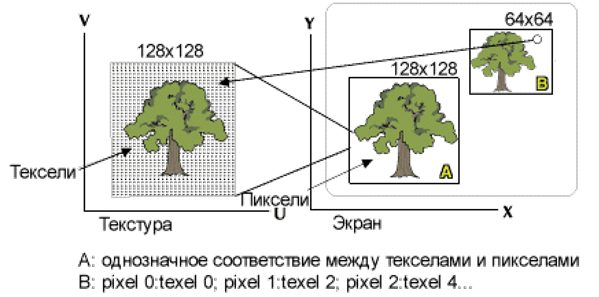 V
Y
64x64
128x128
128x128
B
Тексели
A
Пиксели
U
X
Текстура
Экран
A: однозначное соответствие между текселами и пикселами
B: pixel 0:texel 0; pixel 1:texel 2; pixel 2:texel 4...